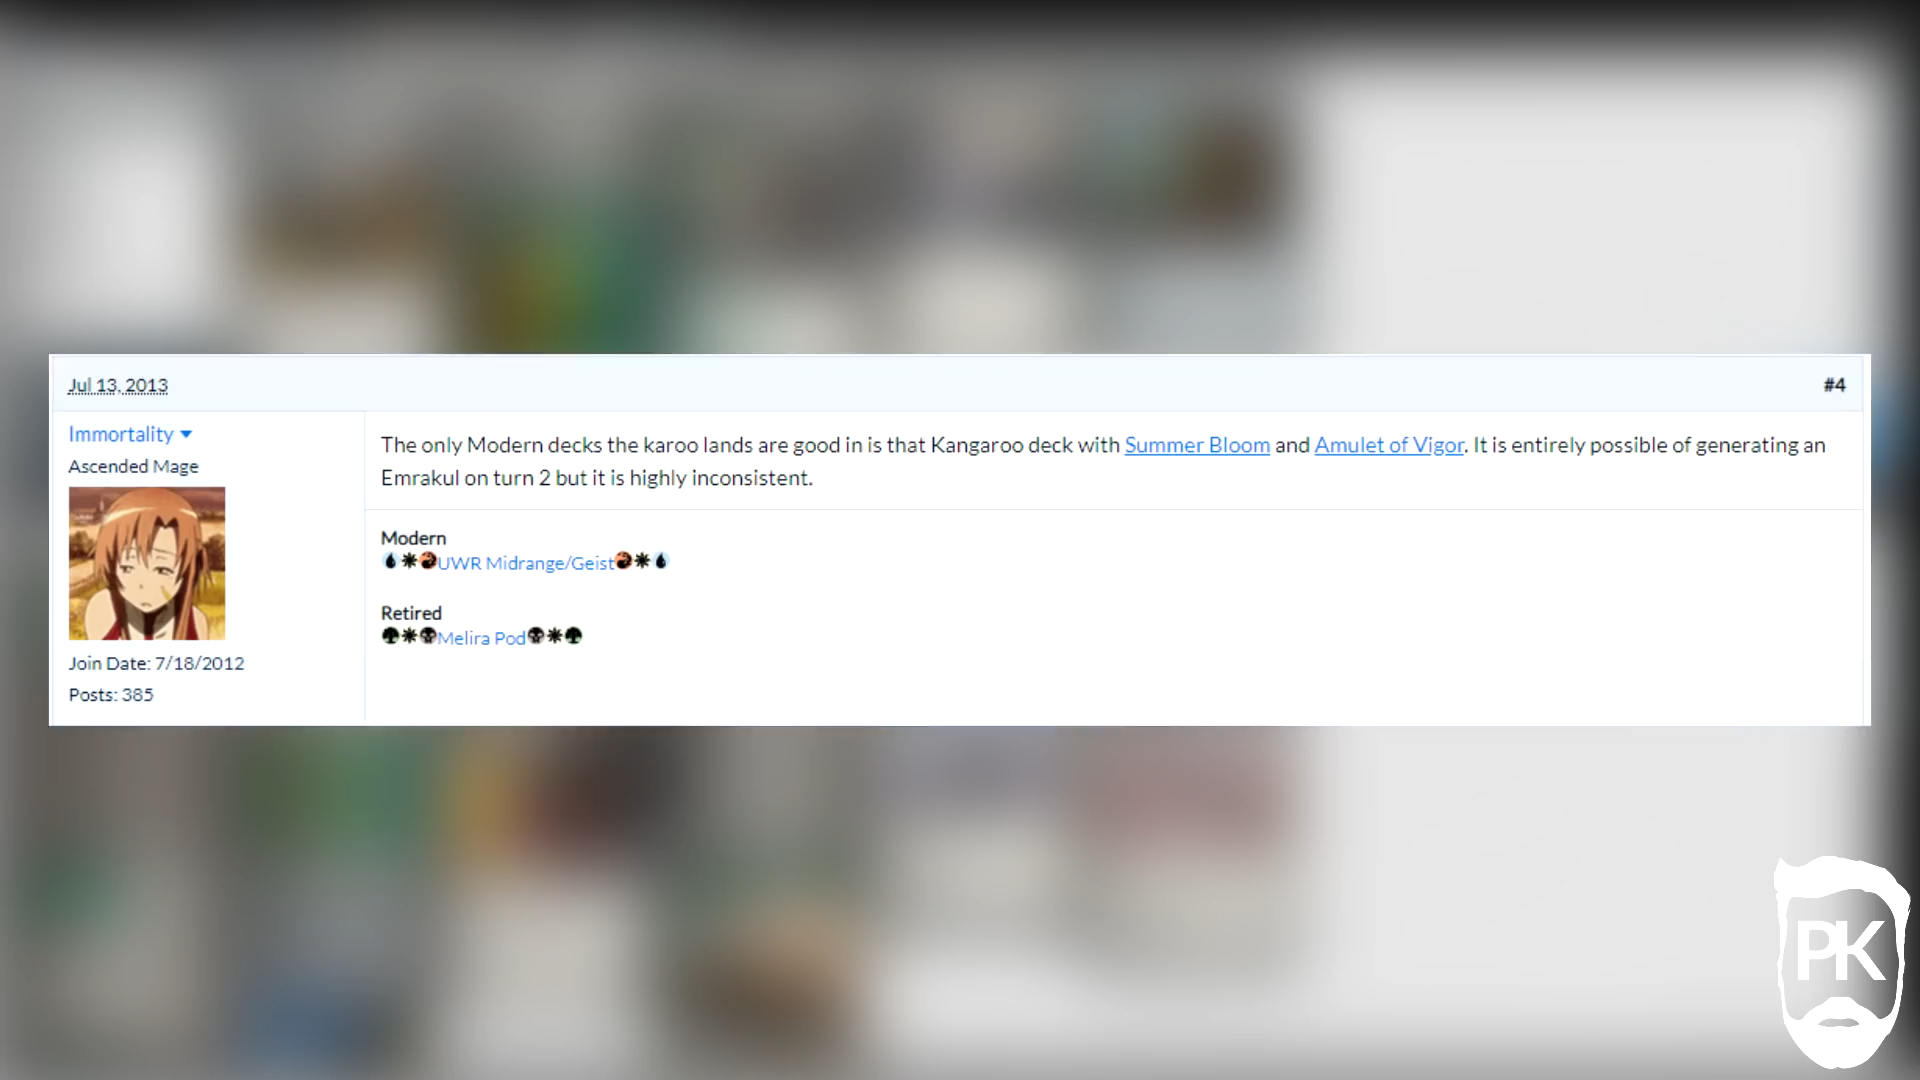 Jul 13, 2013
#4
Immortality
Ascended Mage
Join Date: 7/18/2012
Posts: 385
The only Modern decks the karoo lands are good in is that Kangaroo deck with Summer Bloom and Amulet of Vigor. It is entirely possible of generating an
Emrakul on turn 2 but it is highly inconsistent.
Modern
UWR Midrange/Geist
Retired
Melira Pod
PK